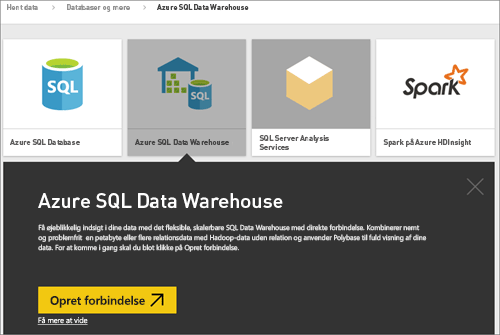 Hent data > Databaser og mere > Azure SQL Data Warehouse
SQL
SQL
Spark
Azure SQL Database
Azure SQL Data Warehouse
SQL Server Analysis
Services
Spark på Azure HDInsight
Azure SQL Data Warehouse
Få øjeblikkelig indsigt i dine data med det fleksible, skalerbare SQL Data Warehouse med direkte forbindelse. Kombinerer nemt
og problemfrit en petabyte eller flere relationsdata med Hadoop-data uden relation og anvender Polybase til fuld visning af dine
data. For at komme i gang skal du blot klikke på Opret forbindelse.
Opret forbindelse
Få mere at vide